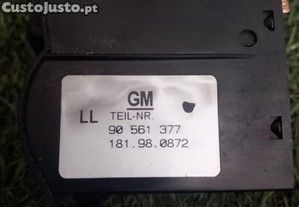 CustoJusto.pt
GM
LL TEIL-NR.
90 561 377
181.98.0872